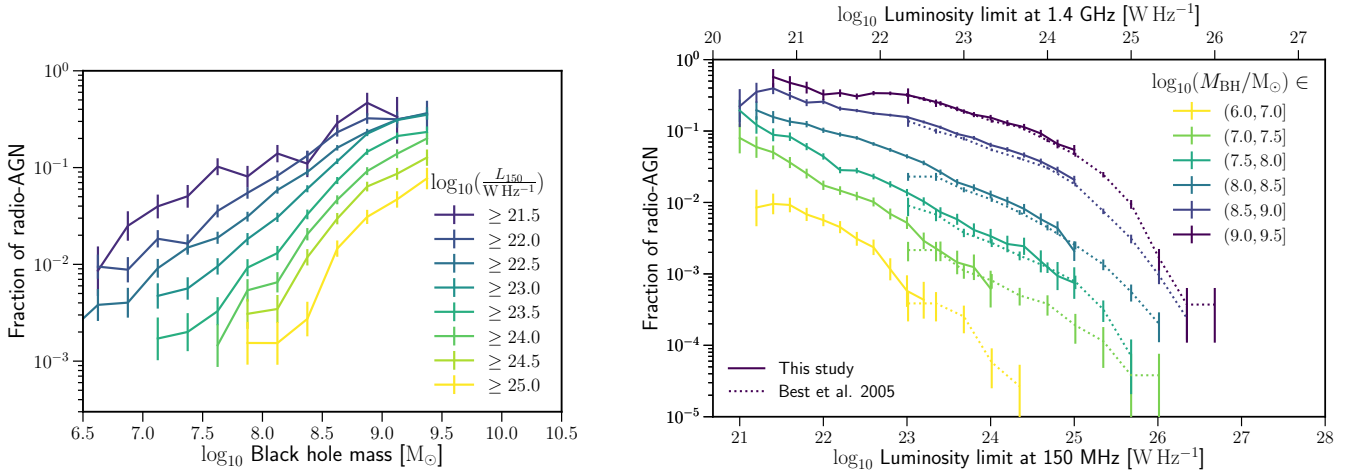 10⁰
10⁻¹
10⁻²
10⁻³
Fraction of radio-AGN
log₁₀(L₁₅₀/W Hz⁻¹)
≥ 21.5
≥ 22.0
≥ 22.5
≥ 23.0
≥ 23.5
≥ 24.0
≥ 24.5
≥ 25.0
6.5 7.0 7.5 8.0 8.5 9.0 9.5 10.0 10.5
log₁₀ Black hole mass [M☉]
log₁₀ Luminosity limit at 1.4 GHz [W Hz⁻¹]
20 21 22 23 24 25 26 27
10⁰
10⁻¹
10⁻²
10⁻³
10⁻⁴
10⁻⁵
Fraction of radio-AGN
log₁₀(M_BH/M☉) ∈
(6.0, 7.0]
(7.0, 7.5]
(7.5, 8.0]
(8.0, 8.5]
(8.5, 9.0]
(9.0, 9.5]
This study
Best et al. 2005
21 22 23 24 25 26 27 28
log₁₀ Luminosity limit at 150 MHz [W Hz⁻¹]